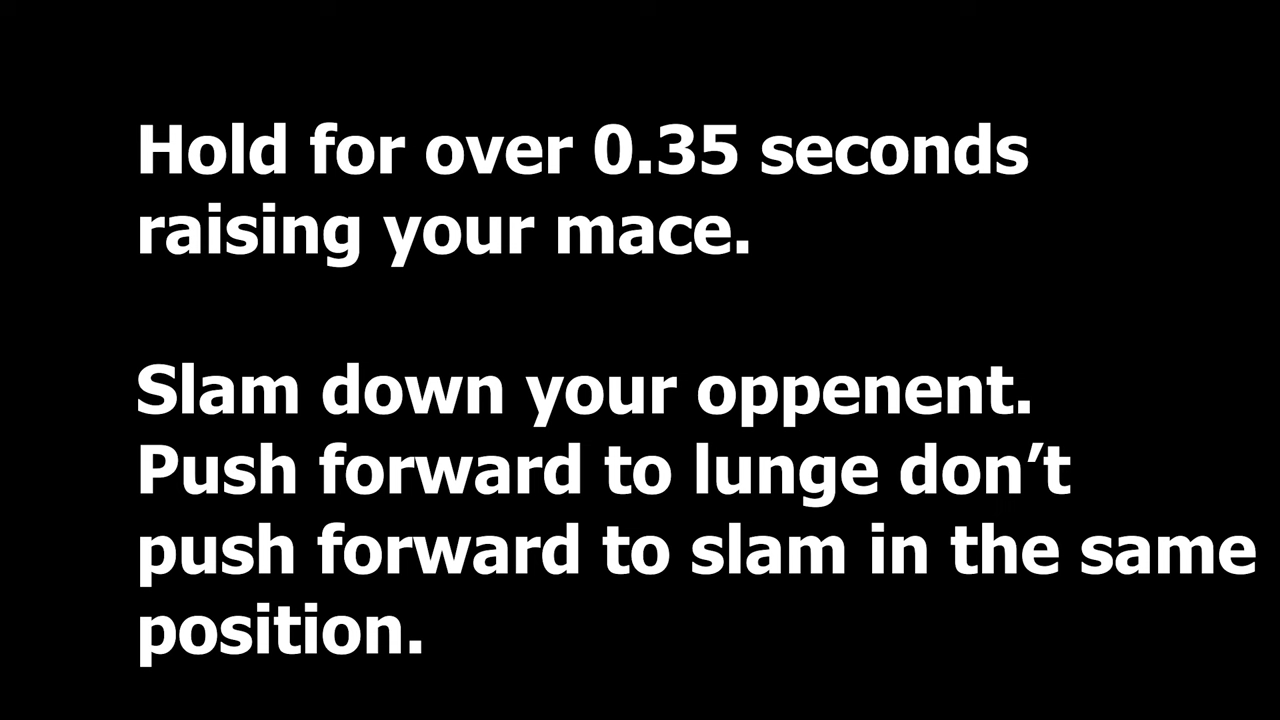 Hold for over 0.35 seconds
raising your mace.
Slam down your oppenent.
Push forward to lunge don’t
push forward to slam in the same
position.